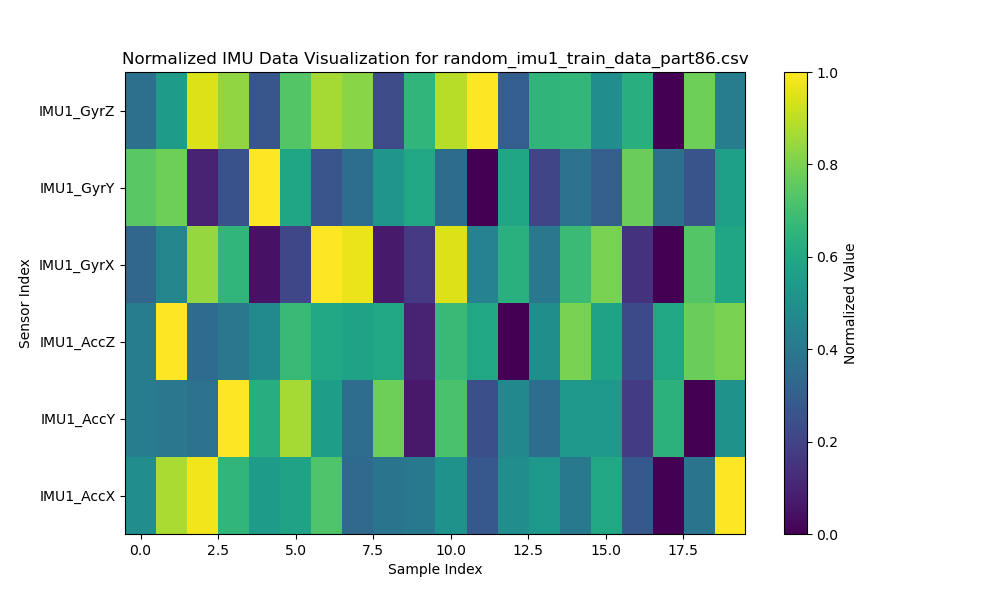 Normalized IMU Data Visualization for random_imu1_train_data_part86.csv
IMU1_GyrZ
IMU1_GyrY
IMU1_GyrX
IMU1_AccZ
IMU1_AccY
IMU1_AccX
Sensor Index
0.0
2.5
5.0
7.5
10.0
12.5
15.0
17.5
Sample Index
1.0
0.8
0.6
0.4
0.2
0.0
Normalized Value